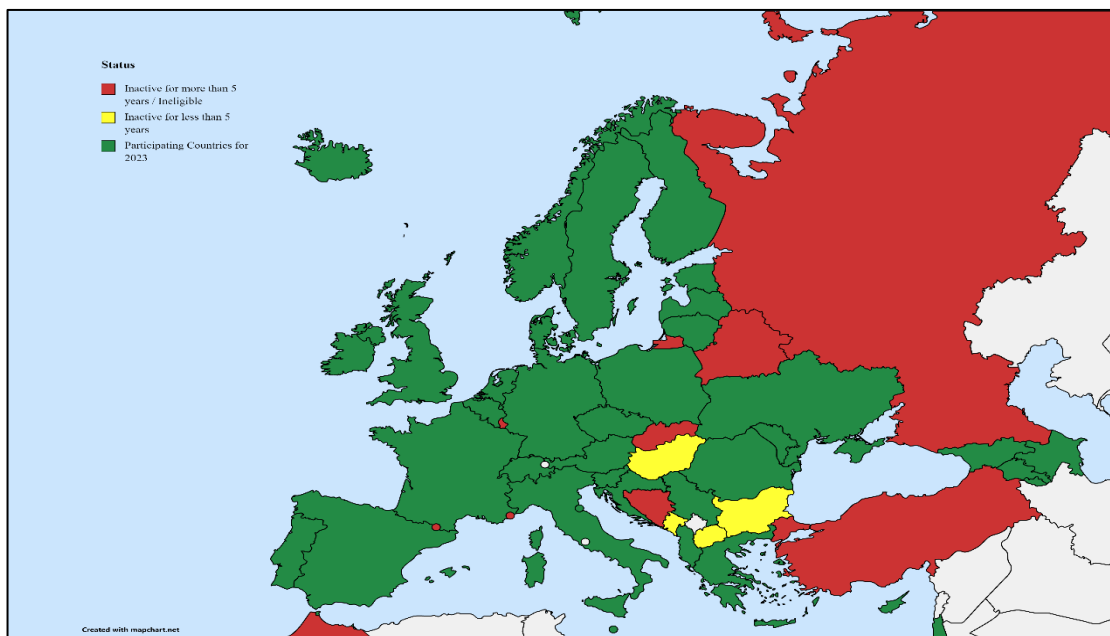 Status
Inactive for more than 5
years / Ineligible
Inactive for less than 5
years
Participating Countries for
2023
Created with mapchart.net